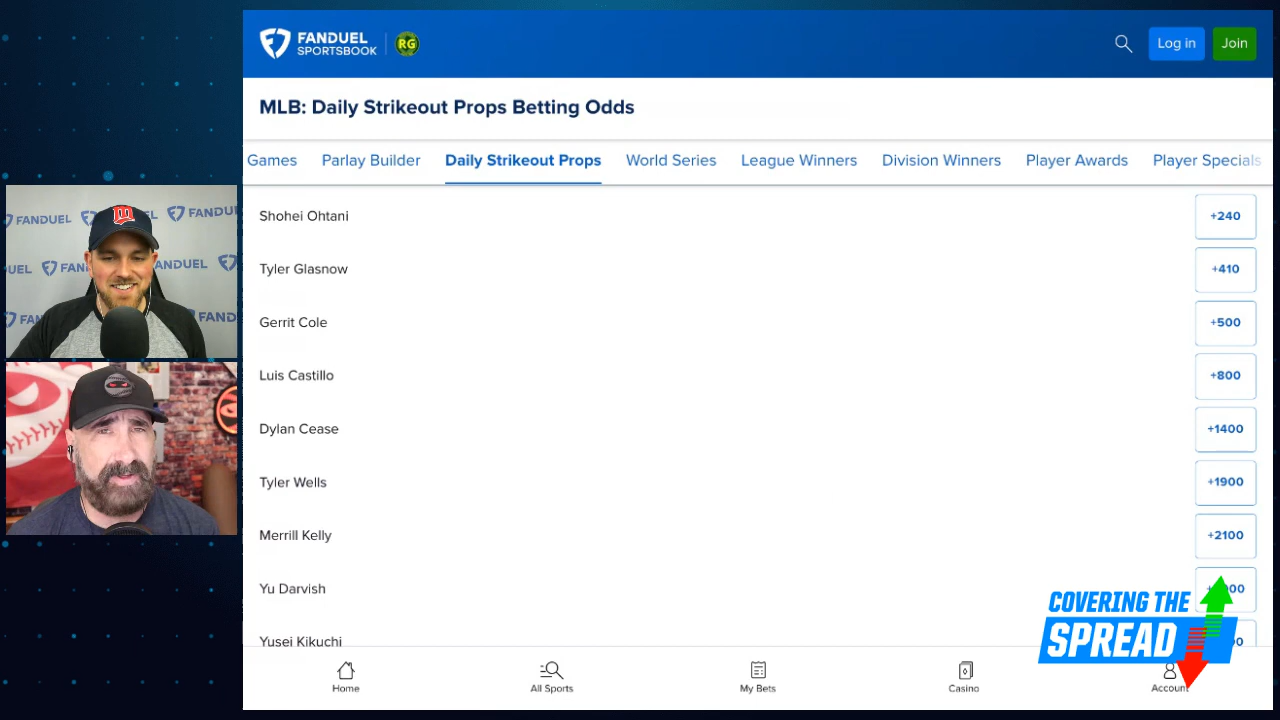 FANDUEL
SPORTSBOOK
RG
Log in
Join
MLB: Daily Strikeout Props Betting Odds
Games Parlay Builder Daily Strikeout Props World Series League Winners Division Winners Player Awards Player Specials
Shohei Ohtani +240
Tyler Glasnow +410
Gerrit Cole +500
Luis Castillo +800
Dylan Cease +1400
Tyler Wells +1900
Merrill Kelly +2100
Yu Darvish
Yusei Kikuchi
Home All Sports My Bets Casino Account
COVERING THE
SPREAD
FANDUEL
FANDUEL